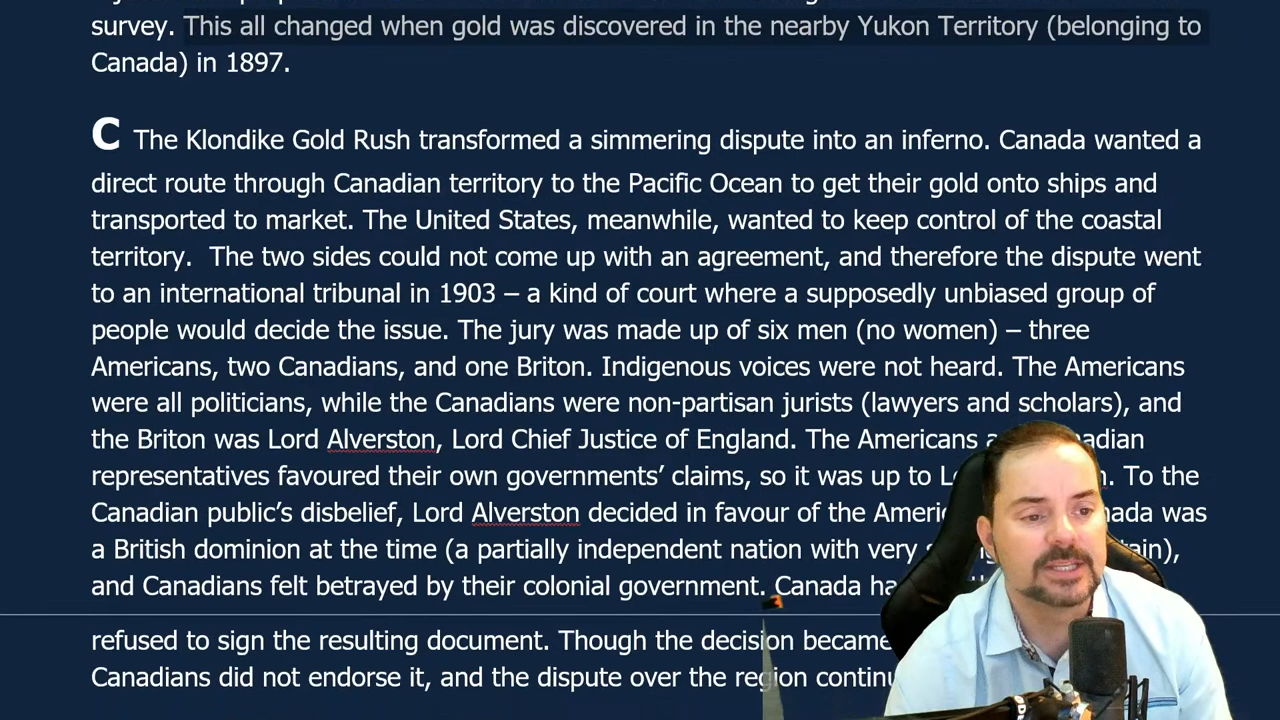 survey. This all changed when gold was discovered in the nearby Yukon Territory (belonging to
Canada) in 1897.
C The Klondike Gold Rush transformed a simmering dispute into an inferno. Canada wanted a
direct route through Canadian territory to the Pacific Ocean to get their gold onto ships and
transported to market. The United States, meanwhile, wanted to keep control of the coastal
territory.  The two sides could not come up with an agreement, and therefore the dispute went
to an international tribunal in 1903 – a kind of court where a supposedly unbiased group of
people would decide the issue. The jury was made up of six men (no women) – three
Americans, two Canadians, and one Briton. Indigenous voices were not heard. The Americans
were all politicians, while the Canadians were non-partisan jurists (lawyers and scholars), and
the Briton was Lord Alverston, Lord Chief Justice of England. The Americans
representatives favoured their own governments’ claims, so it was up to To the
Canadian public’s disbelief, Lord Alverston decided in favour of the was
a British dominion at the time (a partially independent nation with very
and Canadians felt betrayed by their colonial government. Canada
refused to sign the resulting document. Though the decision became
Canadians did not endorse it, and the dispute over the region